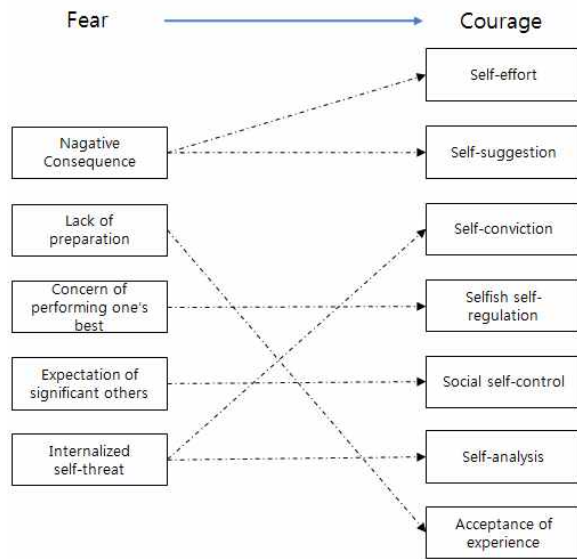 Fear
Courage
Self-effort
Nagative
Consequence
Self-suggestion
Lack of
preparation
Self-conviction
Concern of
performing one's
best
Selfish self-
regulation
Expectation of
significant others
Social self-control
Internalized
self-threat
Self-analysis
Acceptance of
experience